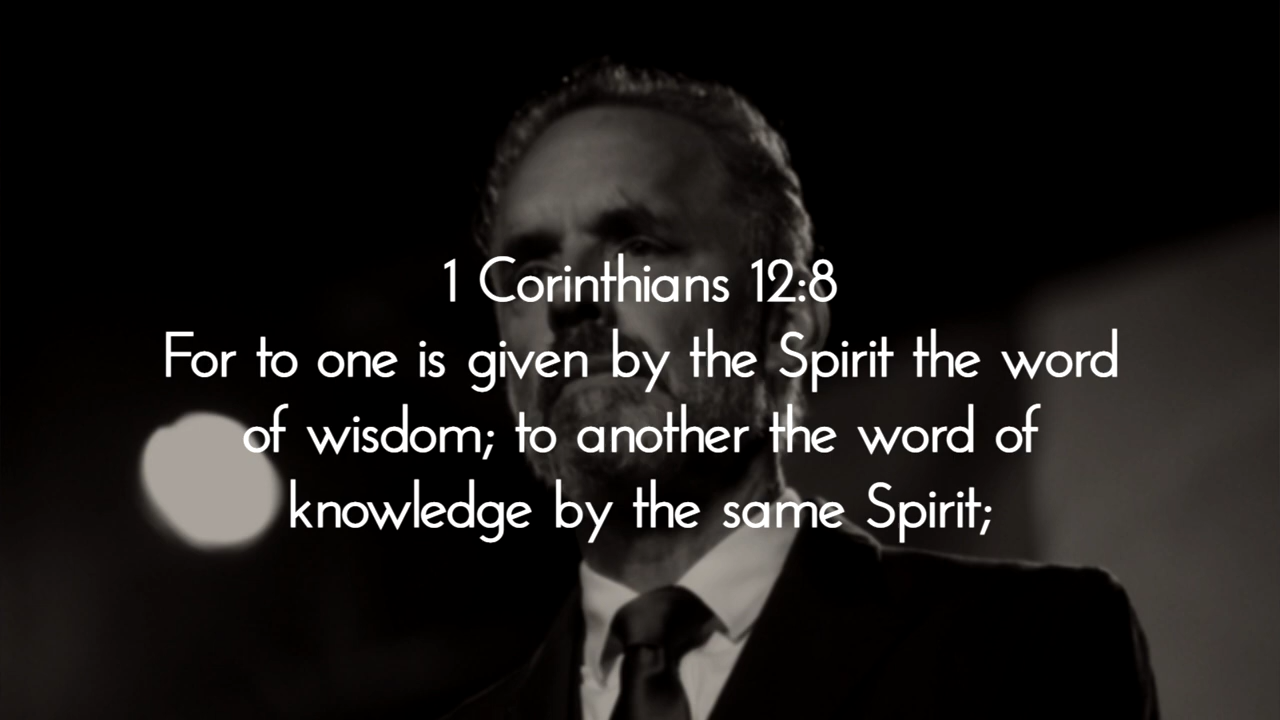 1 Corinthians 12:8
For to one is given by the Spirit the word
of wisdom; to another the word of
knowledge by the same Spirit;